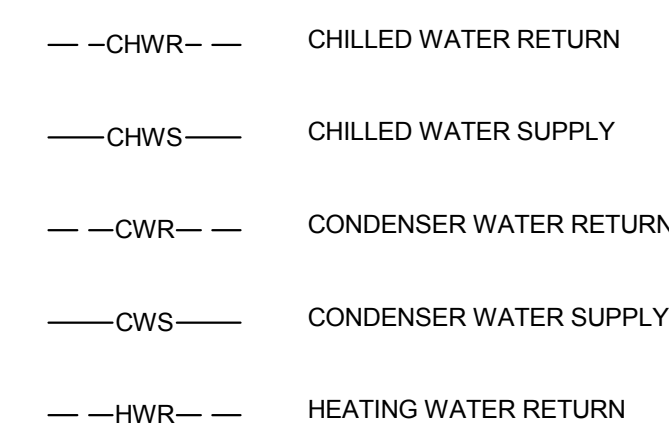 CHWR CHILLED WATER RETURN
CHWS CHILLED WATER SUPPLY
CWR CONDENSER WATER RETURN
CWS CONDENSER WATER SUPPLY
HWR HEATING WATER RETURN